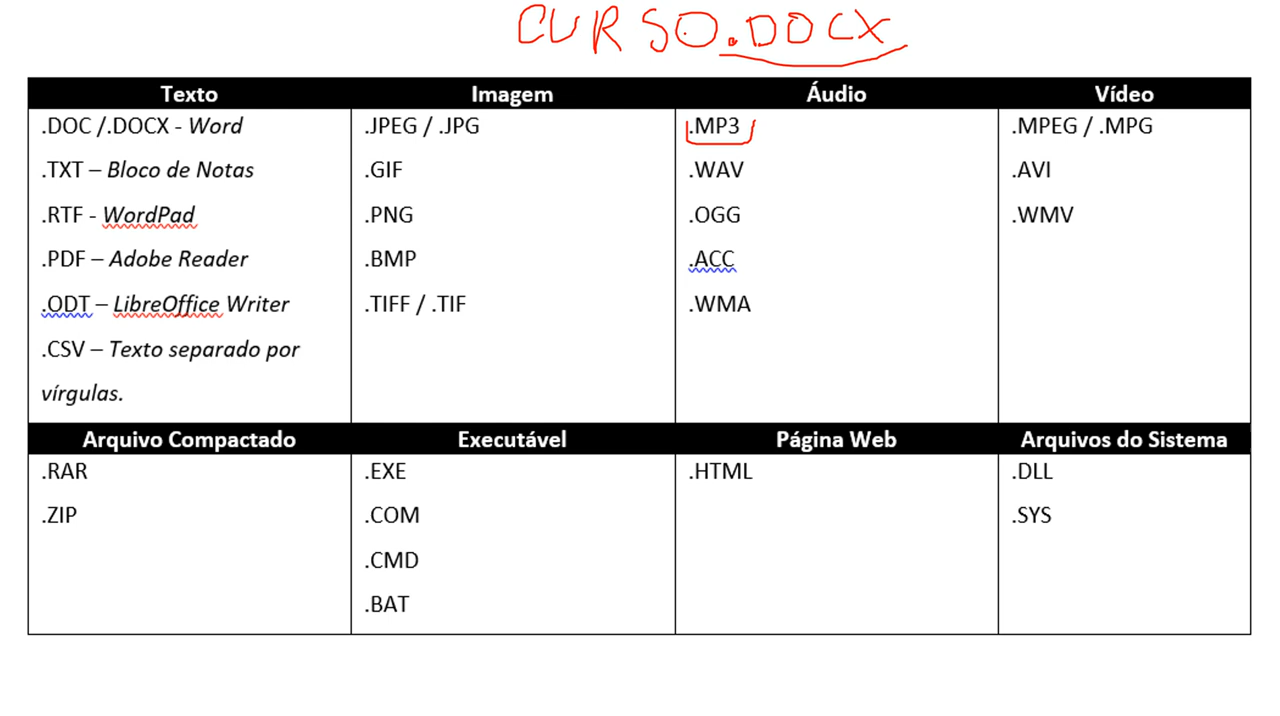 CURSO.DOCX
Texto Imagem Áudio Vídeo
.DOC /.DOCX - Word .JPEG / .JPG .MP3 .MPEG / .MPG
.TXT – Bloco de Notas .GIF .WAV .AVI
.RTF - WordPad .PNG .OGG .WMV
.PDF – Adobe Reader .BMP .ACC
.ODT – LibreOffice Writer .TIFF / .TIF .WMA
.CSV – Texto separado por
vírgulas.
Arquivo Compactado Executável Página Web Arquivos do Sistema
.RAR .EXE .HTML .DLL
.ZIP .COM .SYS
.CMD
.BAT